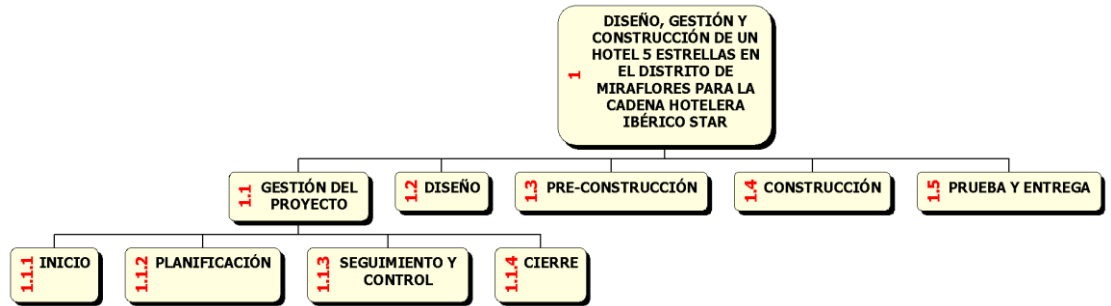 1
DISEÑO, GESTIÓN Y
CONSTRUCCIÓN DE UN
HOTEL 5 ESTRELLAS EN
EL DISTRITO DE
MIRAFLORES PARA LA
CADENA HOTELERA
IBÉRICO STAR
1.1
GESTIÓN DEL
PROYECTO
1.2
DISEÑO
1.3
PRE-CONSTRUCCIÓN
1.4
CONSTRUCCIÓN
1.5
PRUEBA Y ENTREGA
1.1.1
INICIO
1.1.2
PLANIFICACIÓN
1.1.3
SEGUIMIENTO Y
CONTROL
1.1.4
CIERRE